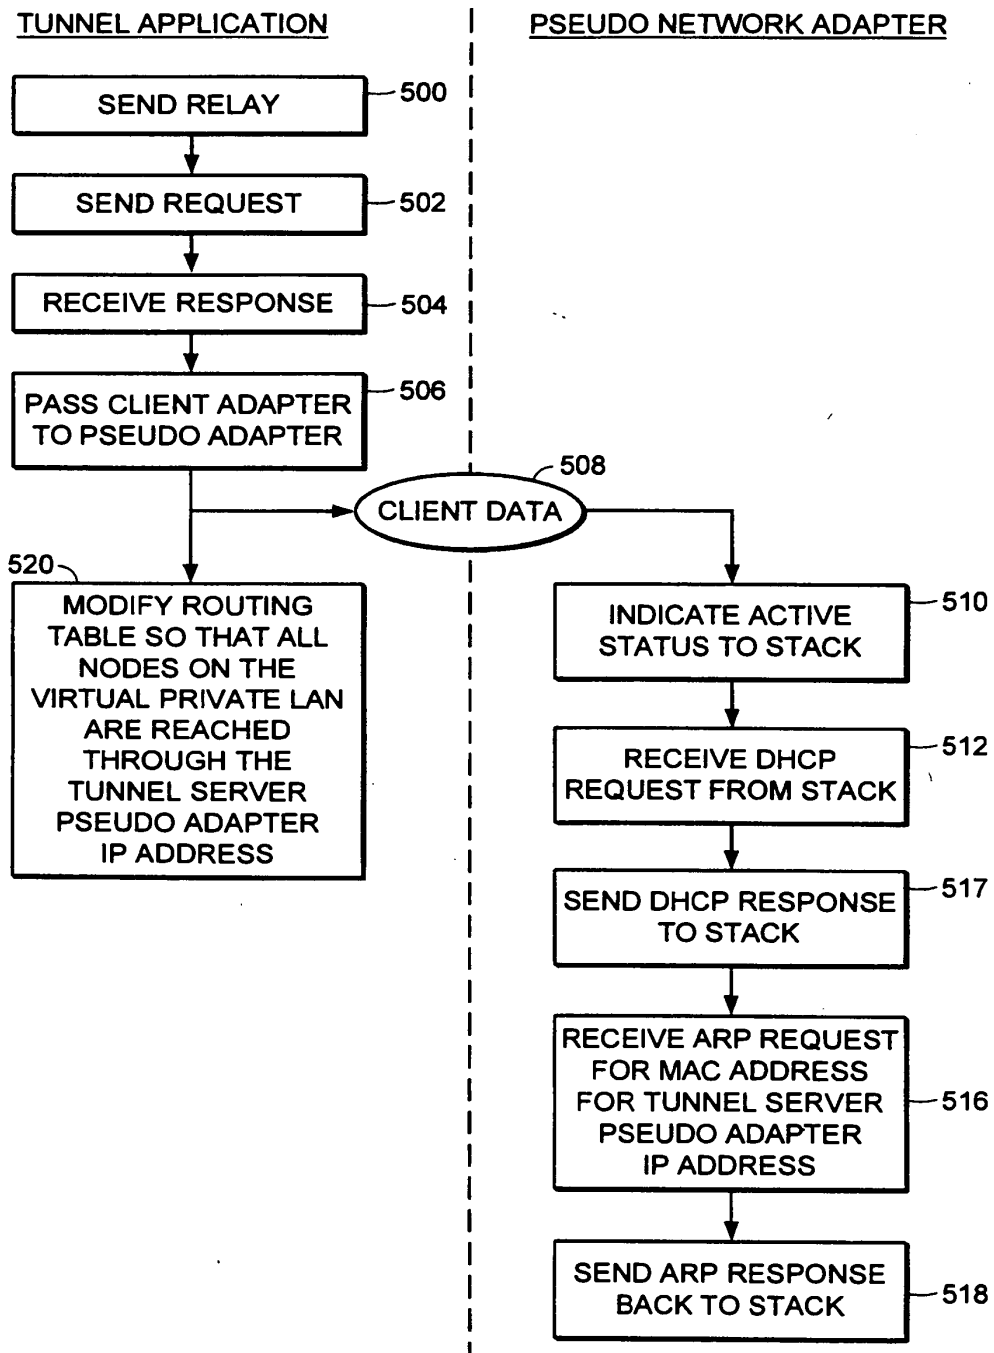 TUNNEL APPLICATION
PSEUDO NETWORK ADAPTER
SEND RELAY
500
SEND REQUEST
502
RECEIVE RESPONSE
504
PASS CLIENT ADAPTER
TO PSEUDO ADAPTER
506
CLIENT DATA
508
520
MODIFY ROUTING
TABLE SO THAT ALL
NODES ON THE
VIRTUAL PRIVATE LAN
ARE REACHED
THROUGH THE
TUNNEL SERVER
PSEUDO ADAPTER
IP ADDRESS
INDICATE ACTIVE
STATUS TO STACK
510
RECEIVE DHCP
REQUEST FROM STACK
512
SEND DHCP RESPONSE
TO STACK
517
RECEIVE ARP REQUEST
FOR MAC ADDRESS
FOR TUNNEL SERVER
PSEUDO ADAPTER
IP ADDRESS
516
SEND ARP RESPONSE
BACK TO STACK
518